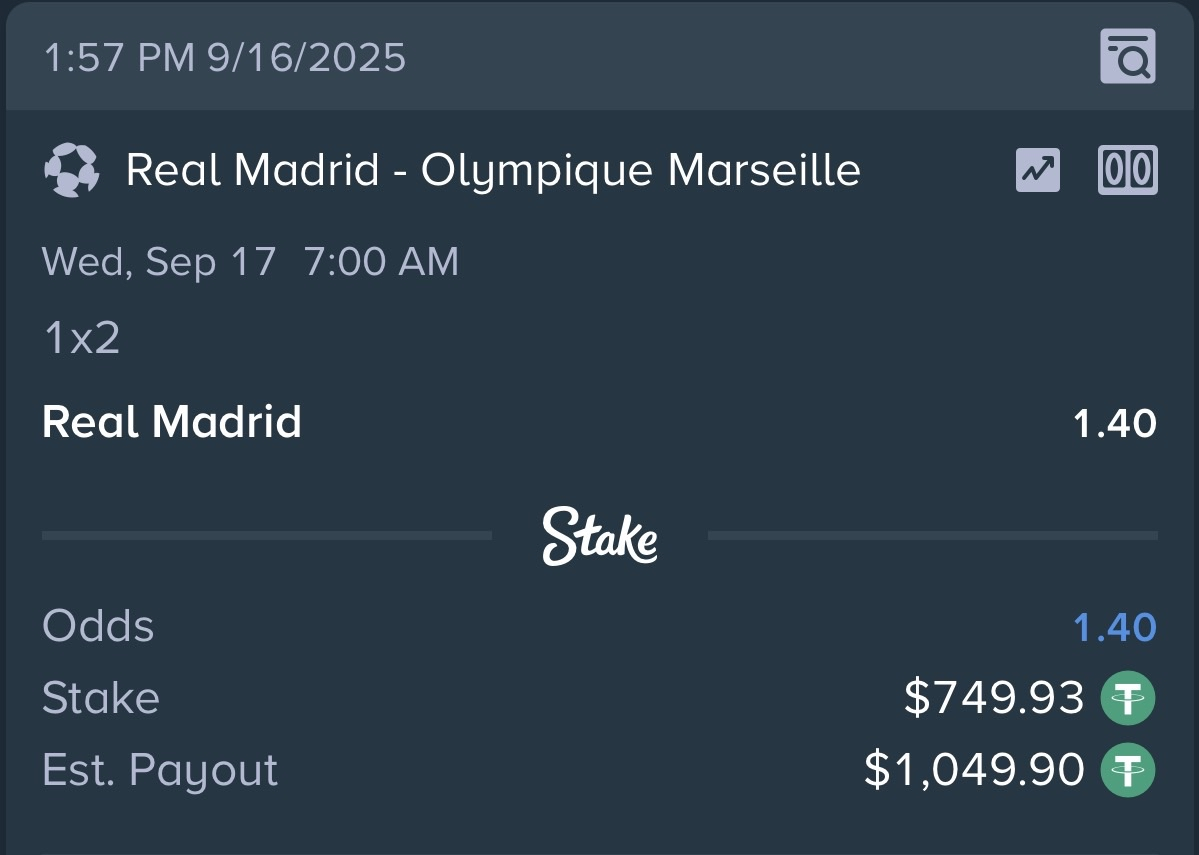 1:57 PM 9/16/2025
Real Madrid - Olympique Marseille
Wed, Sep 17 7:00 AM
1x2
Real Madrid 1.40
Stake
Odds 1.40
Stake $749.93
Est. Payout $1,049.90